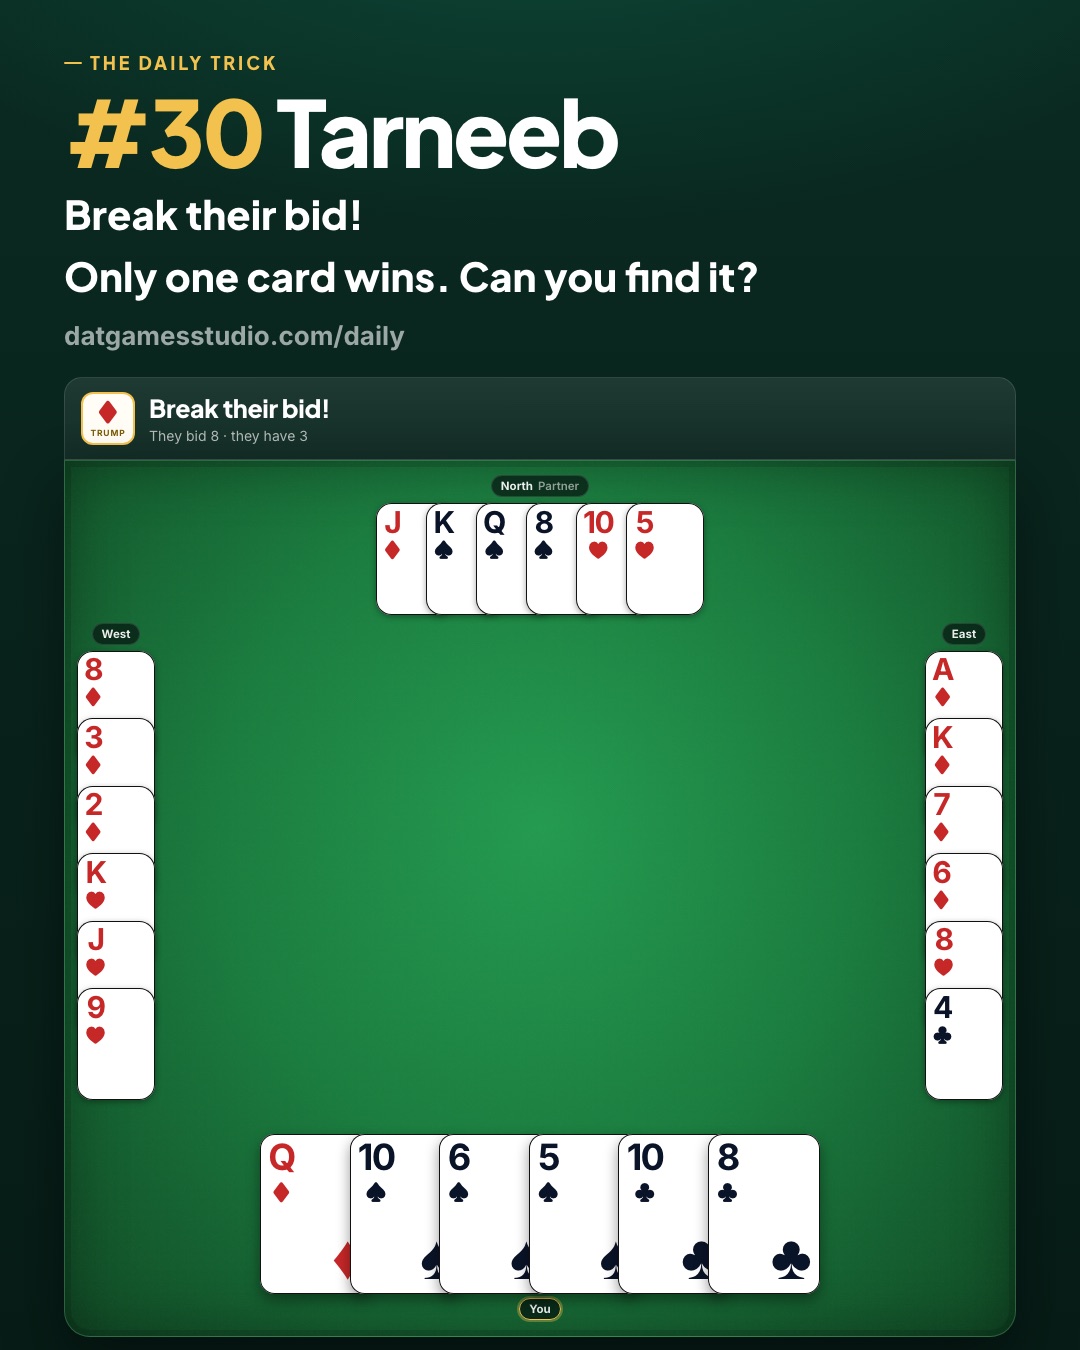 — THE DAILY TRICK
#30 Tarneeb
Break their bid!
Only one card wins. Can you find it?
datgamesstudio.com/daily
TRUMP
Break their bid!
They bid 8 · they have 3
North Partner
J K Q 8 10 5
West
8
3
2
K
J
9
East
A
K
7
6
8
4
Q 10 6 5 10 8
You